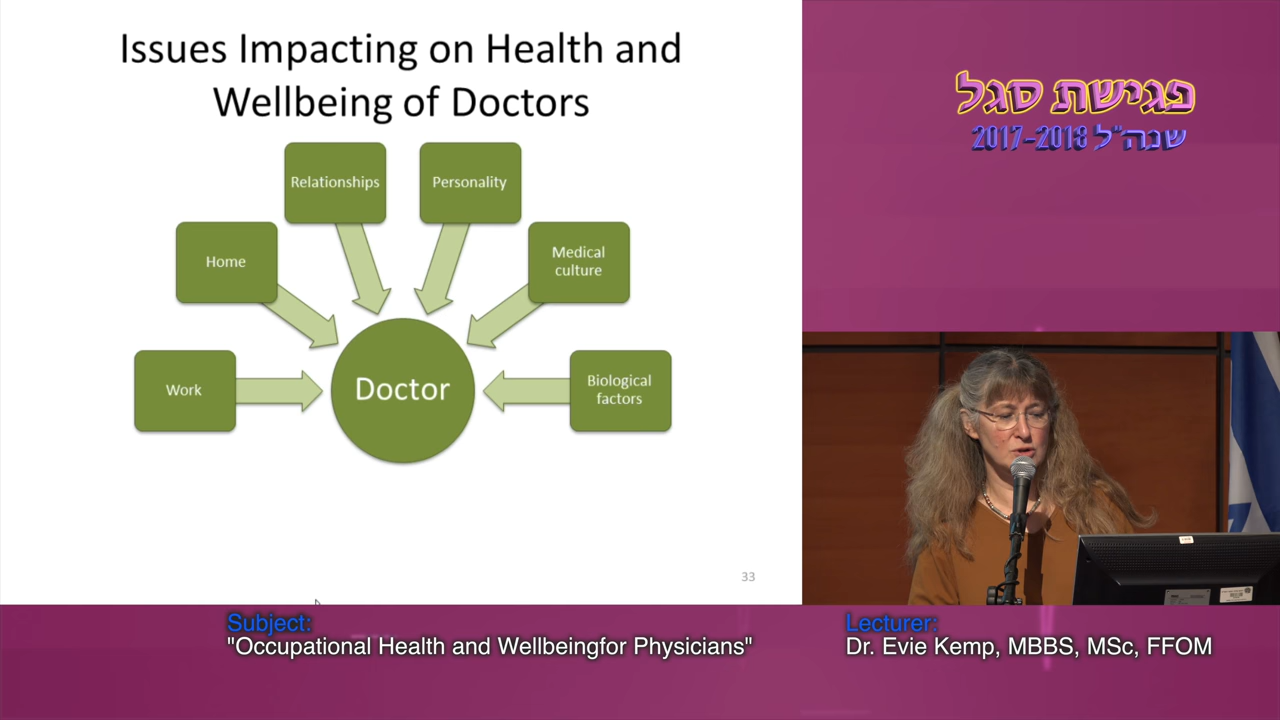 Issues Impacting on Health and
Wellbeing of Doctors
Relationships
Personality
Home
Medical
culture
Work
Doctor
Biological
factors
33
פגישת סגל
שנה"ל 2017-2018
Subject:
"Occupational Health and Wellbeingfor Physicians"
Lecturer:
Dr. Evie Kemp, MBBS, MSc, FFOM